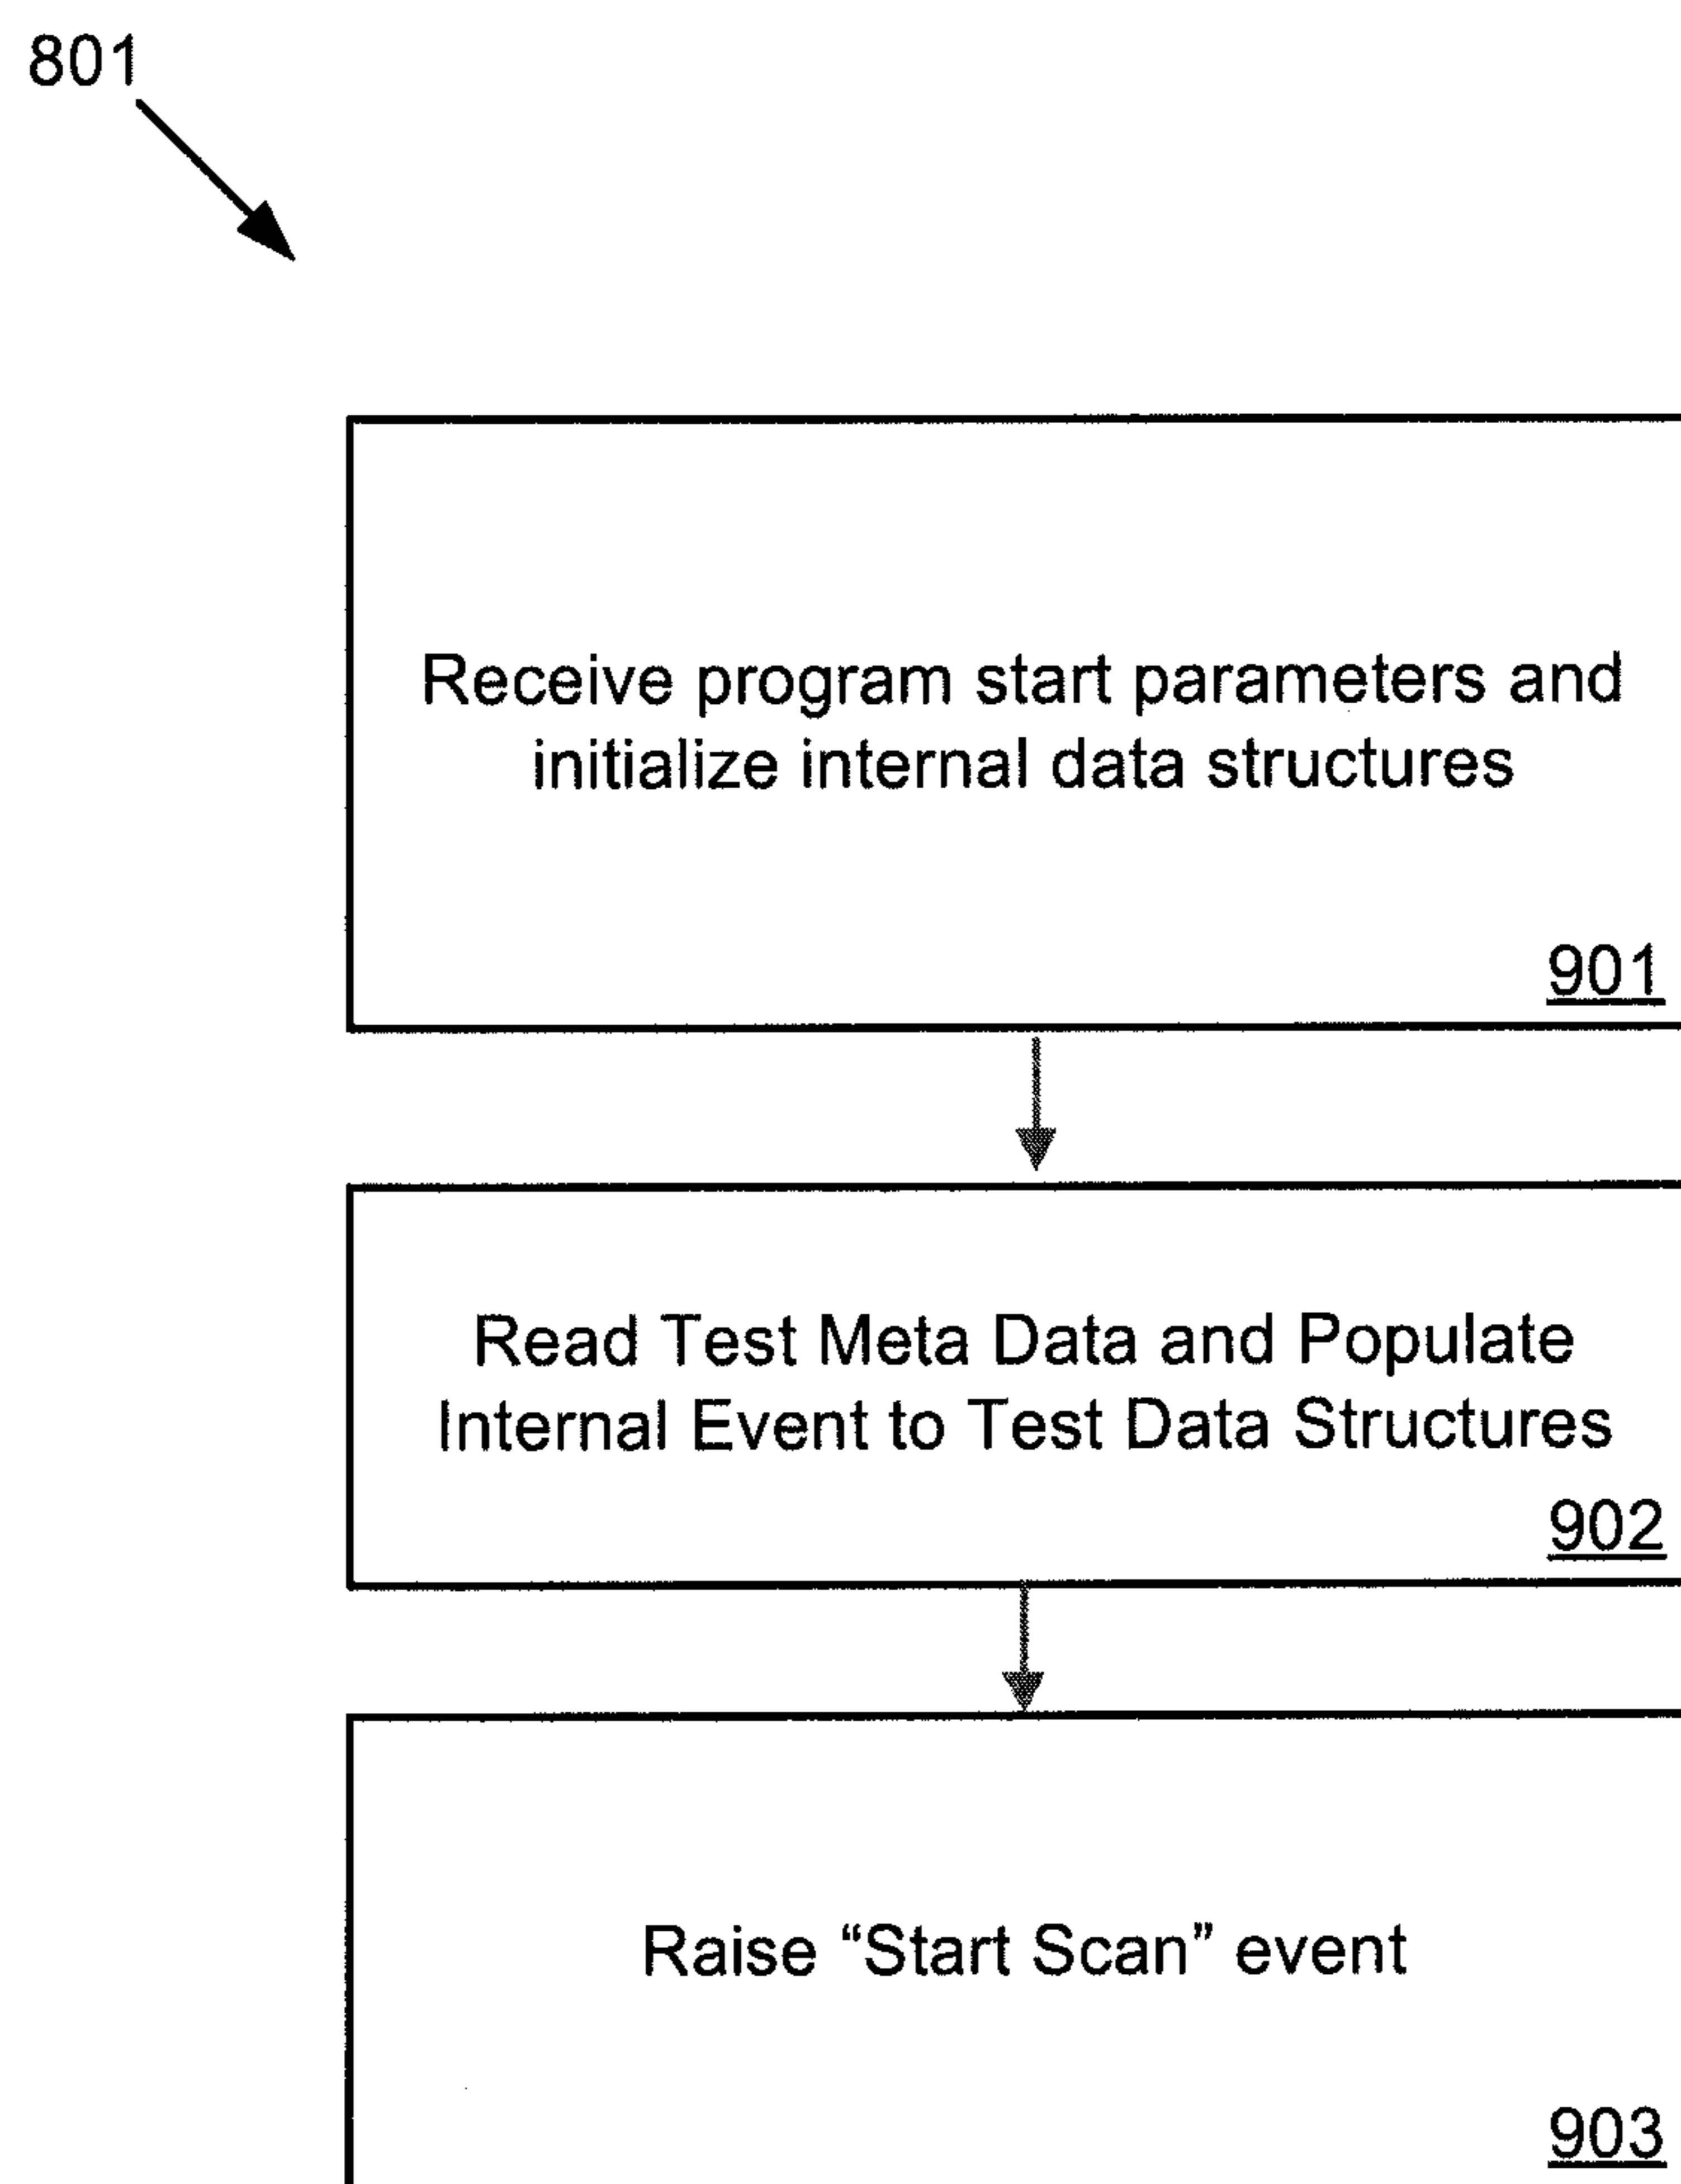 801
Receive program start parameters and
initialize internal data structures
901
Read Test Meta Data and Populate
Internal Event to Test Data Structures
902
Raise “Start Scan” event
903